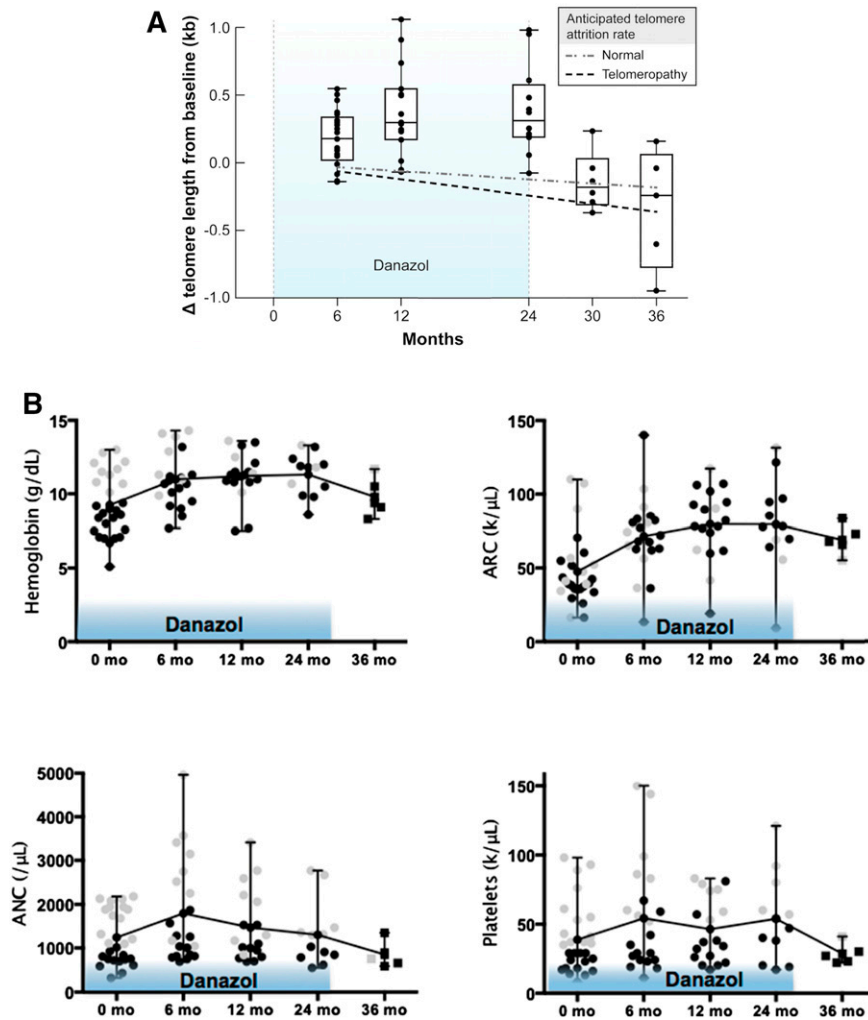 A
Δ telomere length from baseline (kb)
1.0
0.5
0.0
-0.5
-1.0
Anticipated telomere
attrition rate
Normal
Telomeropathy
Danazol
0 6 12 24 30 36
Months
B
Hemoglobin (g/dL)
15
10
5
0
Danazol
0 mo 6 mo 12 mo 24 mo 36 mo
ARC (k/µL)
150
100
50
0
Danazol
0 mo 6 mo 12 mo 24 mo 36 mo
ANC (/µL)
5000
4000
3000
2000
1000
0
Danazol
0 mo 6 mo 12 mo 24 mo 36 mo
Platelets (k/µL)
150
100
50
0
Danazol
0 mo 6 mo 12 mo 24 mo 36 mo